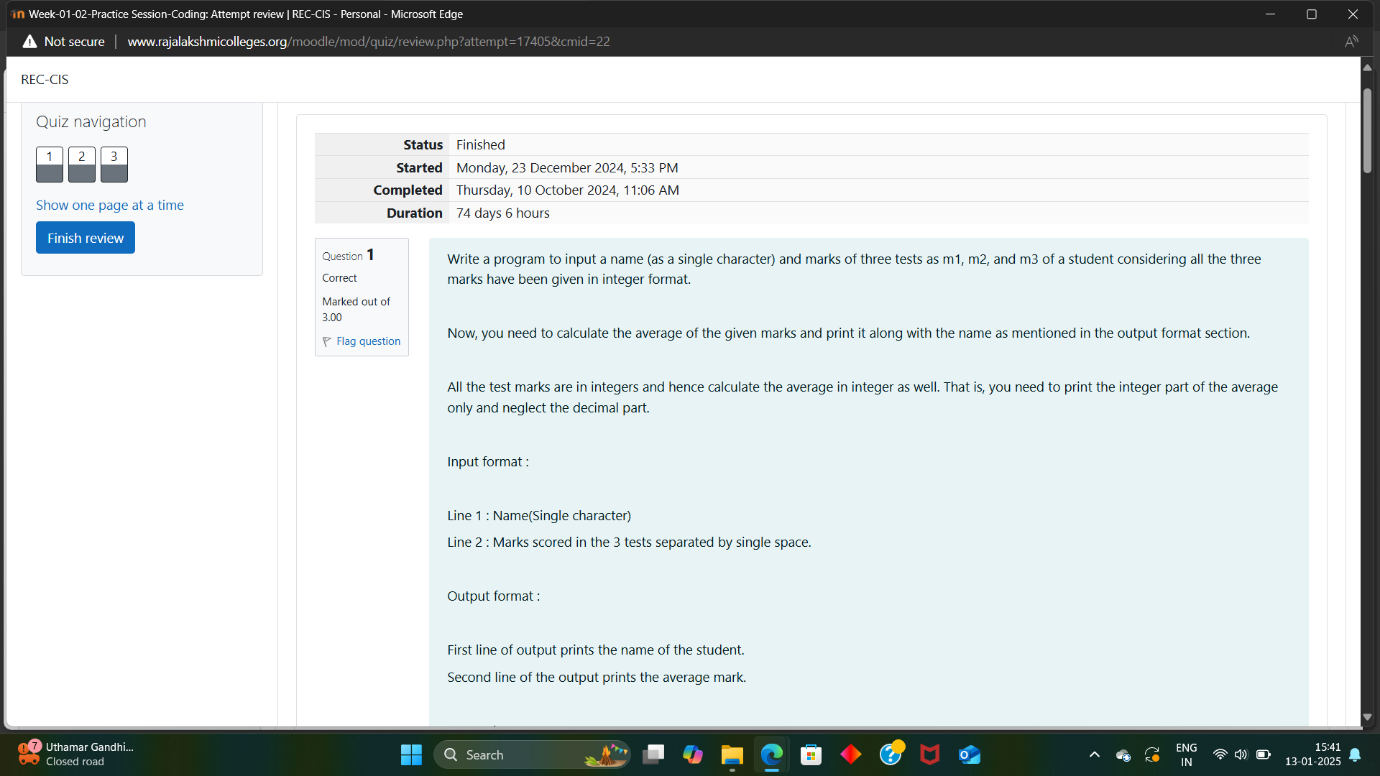 Week-01-02-Practice Session-Coding: Attempt review | REC-CIS - Personal - Microsoft Edge
Not secure | www.rajalakshmicolleges.org/moodle/mod/quiz/review.php?attempt=17405&cmid=22
REC-CIS
Quiz navigation
1 2 3
Show one page at a time
Finish review
Status Finished
Started Monday, 23 December 2024, 5:33 PM
Completed Thursday, 10 October 2024, 11:06 AM
Duration 74 days 6 hours
Question 1
Correct
Marked out of
3.00
Flag question
Write a program to input a name (as a single character) and marks of three tests as m1, m2, and m3 of a student considering all the three
marks have been given in integer format.
Now, you need to calculate the average of the given marks and print it along with the name as mentioned in the output format section.
All the test marks are in integers and hence calculate the average in integer as well. That is, you need to print the integer part of the average
only and neglect the decimal part.
Input format :
Line 1 : Name(Single character)
Line 2 : Marks scored in the 3 tests separated by single space.
Output format :
First line of output prints the name of the student.
Second line of the output prints the average mark.
7
Uthamar Gandhi...
Closed road
Search
ENG
IN
15:41
13-01-2025